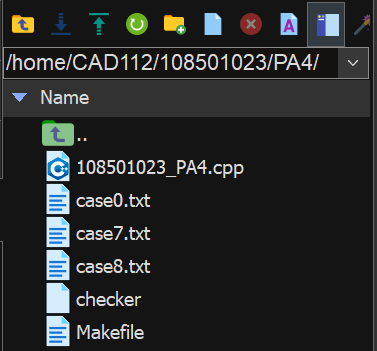 /home/CAD112/108501023/PA4/
Name
..
108501023_PA4.cpp
case0.txt
case7.txt
case8.txt
checker
Makefile